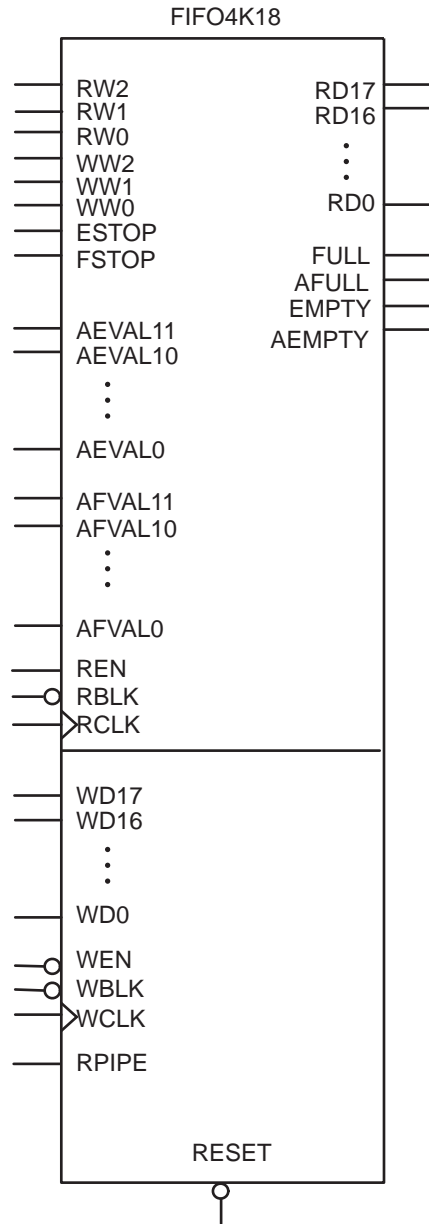 FIFO4K18
RW2
RW1
RW0
WW2
WW1
WW0
ESTOP
FSTOP
AEVAL11
AEVAL10
AEVAL0
AFVAL11
AFVAL10
AFVAL0
REN
RBLK
RCLK
RD17
RD16
RD0
FULL
AFULL
EMPTY
AEMPTY
WD17
WD16
WD0
WEN
WBLK
WCLK
RPIPE
RESET